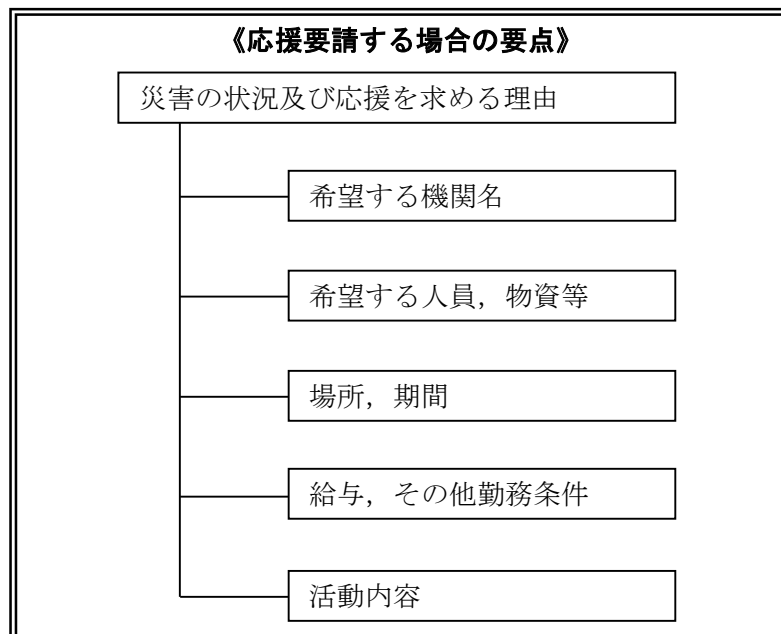 《応援要請する場合の要点》
災害の状況及び応援を求める理由
希望する機関名
希望する人員，物資等
場所，期間
給与，その他勤務条件
活動内容